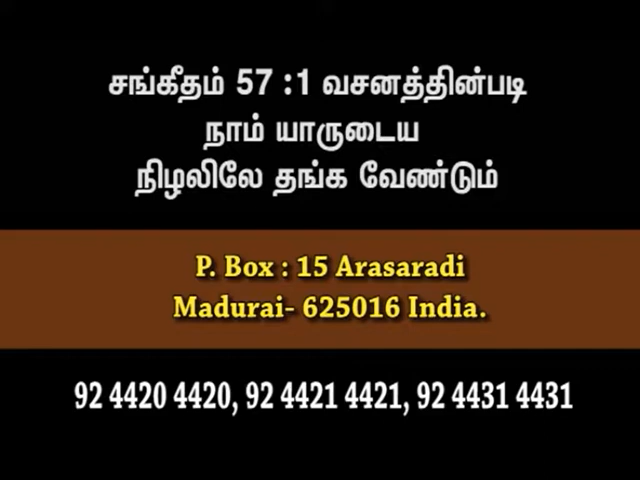 சங்கீதம் 57 :1 வசனத்தின்படி
நாம் யாருடைய
நிழலிலே தங்க வேண்டும்
P. Box : 15 Arasaradi
Madurai- 625016 India.
92 4420 4420, 92 4421 4421, 92 4431 4431